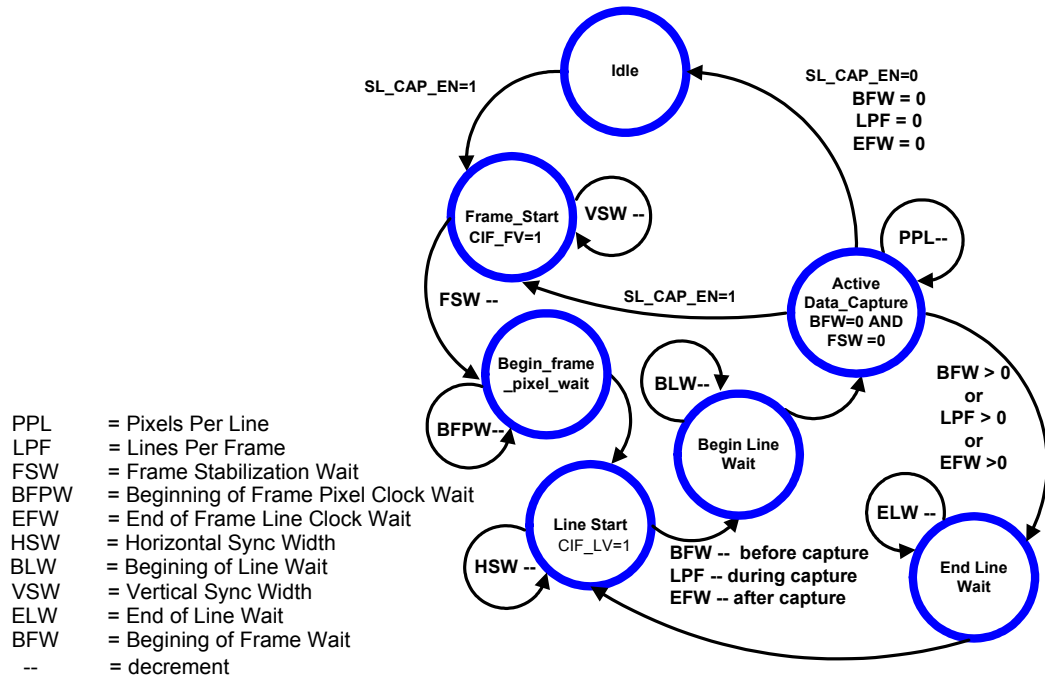 Idle
SL_CAP_EN=1
SL_CAP_EN=0
BFW = 0
LPF = 0
EFW = 0
Frame_Start
CIF_FV=1
VSW --
PPL--
Active
Data_Capture
BFW=0 AND
FSW =0
SL_CAP_EN=1
FSW --
Begin_frame
_pixel_wait
BFPW--
BLW--
Begin Line
Wait
BFW > 0
or
LPF > 0
or
EFW >0
Line Start
CIF_LV=1
HSW --
BFW -- before capture
LPF -- during capture
EFW -- after capture
ELW --
End Line
Wait
PPL = Pixels Per Line
LPF = Lines Per Frame
FSW = Frame Stabilization Wait
BFPW = Beginning of Frame Pixel Clock Wait
EFW = End of Frame Line Clock Wait
HSW = Horizontal Sync Width
BLW = Begining of Line Wait
VSW = Vertical Sync Width
ELW = End of Line Wait
BFW = Begining of Frame Wait
-- = decrement